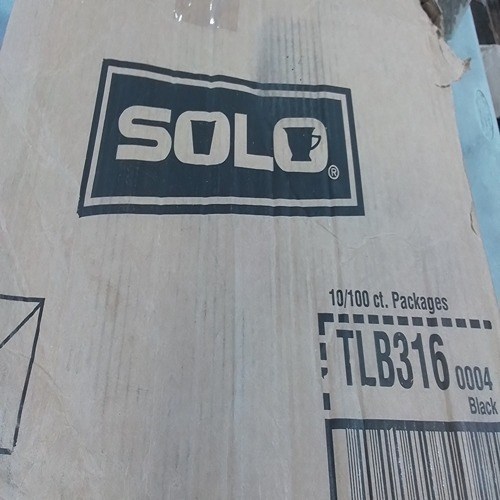 SOLO®
10/100 ct. Packages
TLB316 0004
Black